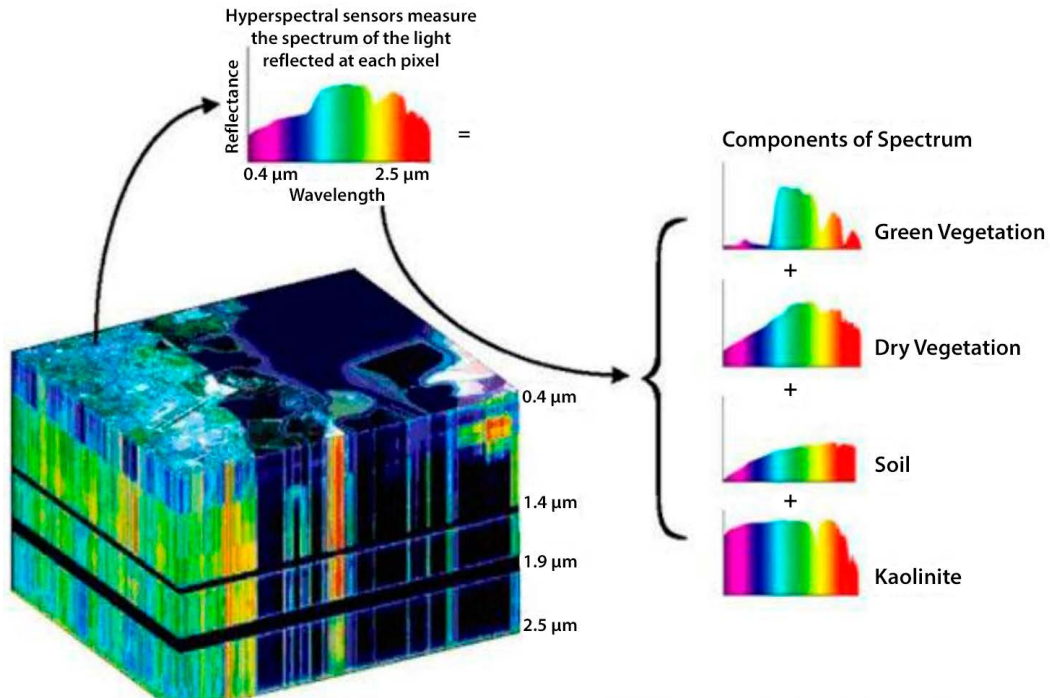 Hyperspectral sensors measure
the spectrum of the light
reflected at each pixel
Reflectance
=
0.4 µm 2.5 µm
Wavelength
Components of Spectrum
Green Vegetation
+
Dry Vegetation
+
Soil
+
Kaolinite
0.4 µm
1.4 µm
1.9 µm
2.5 µm